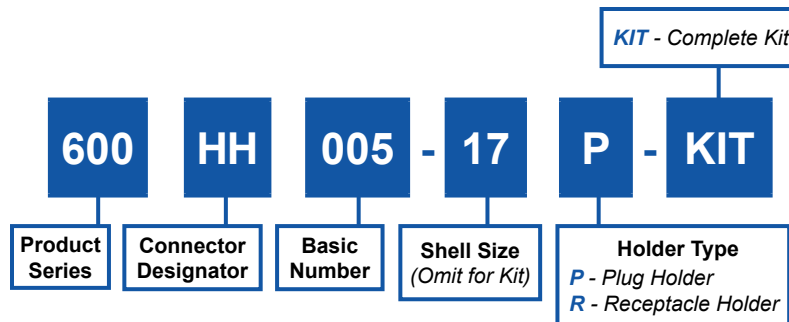 KIT - Complete Kit
600 HH 005 - 17 P - KIT
Product
Series
Connector
Designator
Basic
Number
Shell Size
(Omit for Kit)
Holder Type
P - Plug Holder
R - Receptacle Holder